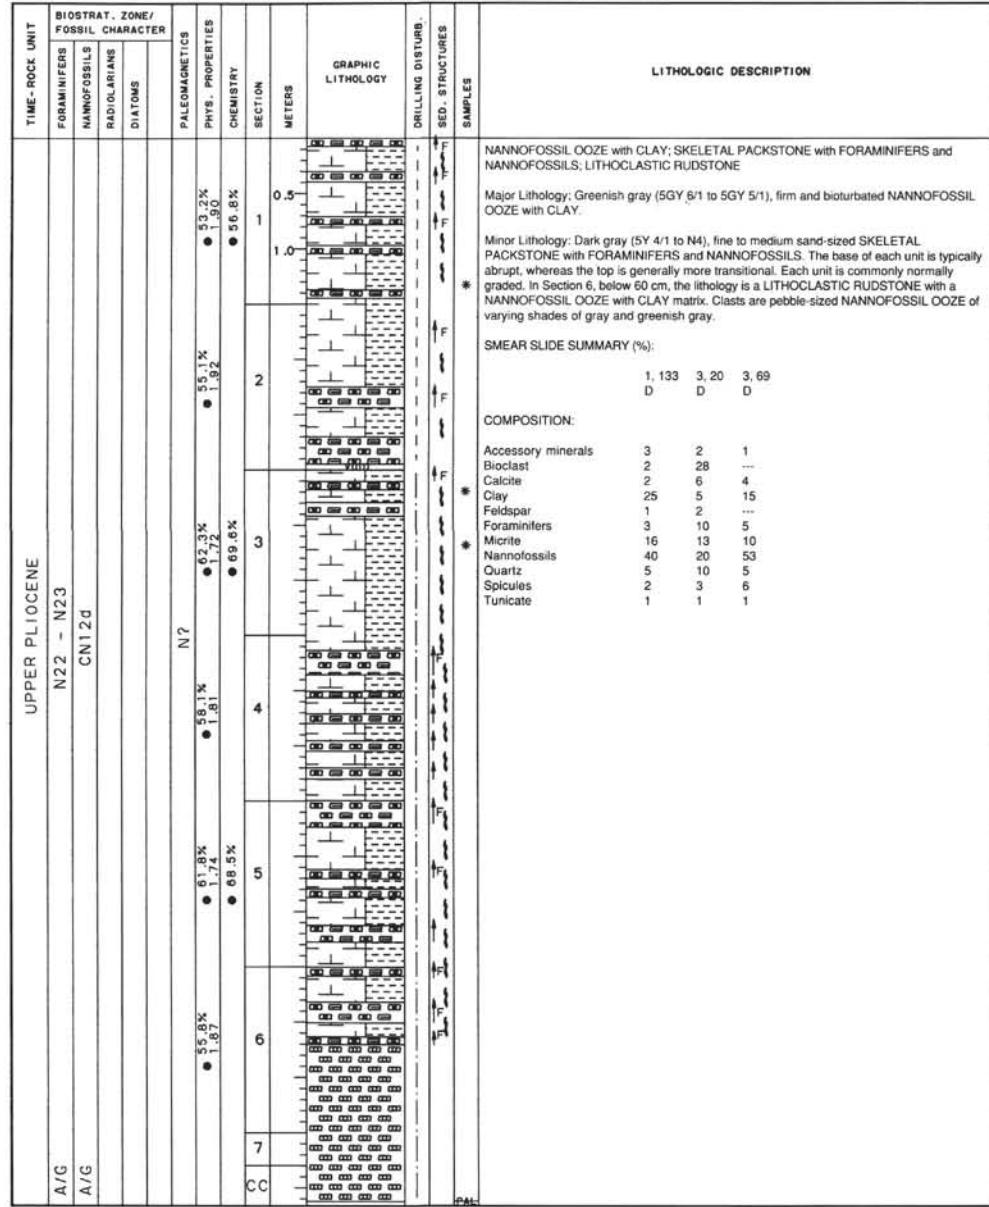 TIME-ROCK UNIT
BIOSTRAT. ZONE/
FOSSIL CHARACTER
FORAMINIFERS
NANNOFOSSILS
RADIOLARIANS
DIATOMS
PALEOMAGNETICS
PHYS. PROPERTIES
CHEMISTRY
SECTION
METERS
GRAPHIC
LITHOLOGY
DRILLING DISTURB.
SED. STRUCTURES
SAMPLES
LITHOLOGIC DESCRIPTION
UPPER PLIOCENE
N22 - N23
A/G
CN12d
A/G
N?
53.2%
1.90
55.1%
1.92
62.3%
1.72
58.1%
1.81
61.8%
1.74
55.8%
1.87
56.8%
69.6%
68.5%
1
2
3
4
5
6
7
CC
0.5
1.0
Void
F
F
F
F
F
F
F
F
F
F
F
F
PAL
NANNOFOSSIL OOZE with CLAY; SKELETAL PACKSTONE with FORAMINIFERS and
NANNOFOSSILS; LITHOCLASTIC RUDSTONE
Major Lithology; Greenish gray (5GY 6/1 to 5GY 5/1), firm and bioturbated NANNOFOSSIL
OOZE with CLAY.
Minor Lithology: Dark gray (5Y 4/1 to N4), fine to medium sand-sized SKELETAL
PACKSTONE with FORAMINIFERS and NANNOFOSSILS. The base of each unit is typically
abrupt, whereas the top is generally more transitional. Each unit is commonly normally
graded. In Section 6, below 60 cm, the lithology is a LITHOCLASTIC RUDSTONE with a
NANNOFOSSIL OOZE with CLAY matrix. Clasts are pebble-sized NANNOFOSSIL OOZE of
varying shades of gray and greenish gray.
SMEAR SLIDE SUMMARY (%):
1, 133 3, 20 3, 69
D D D
COMPOSITION:
Accessory minerals 3 2 1
Bioclast 2 28 ---
Calcite 2 6 4
Clay 25 5 15
Feldspar 1 2 ---
Foraminifers 3 10 5
Micrite 16 13 10
Nannofossils 40 20 53
Quartz 5 10 5
Spicules 2 3 6
Tunicate 1 1 1